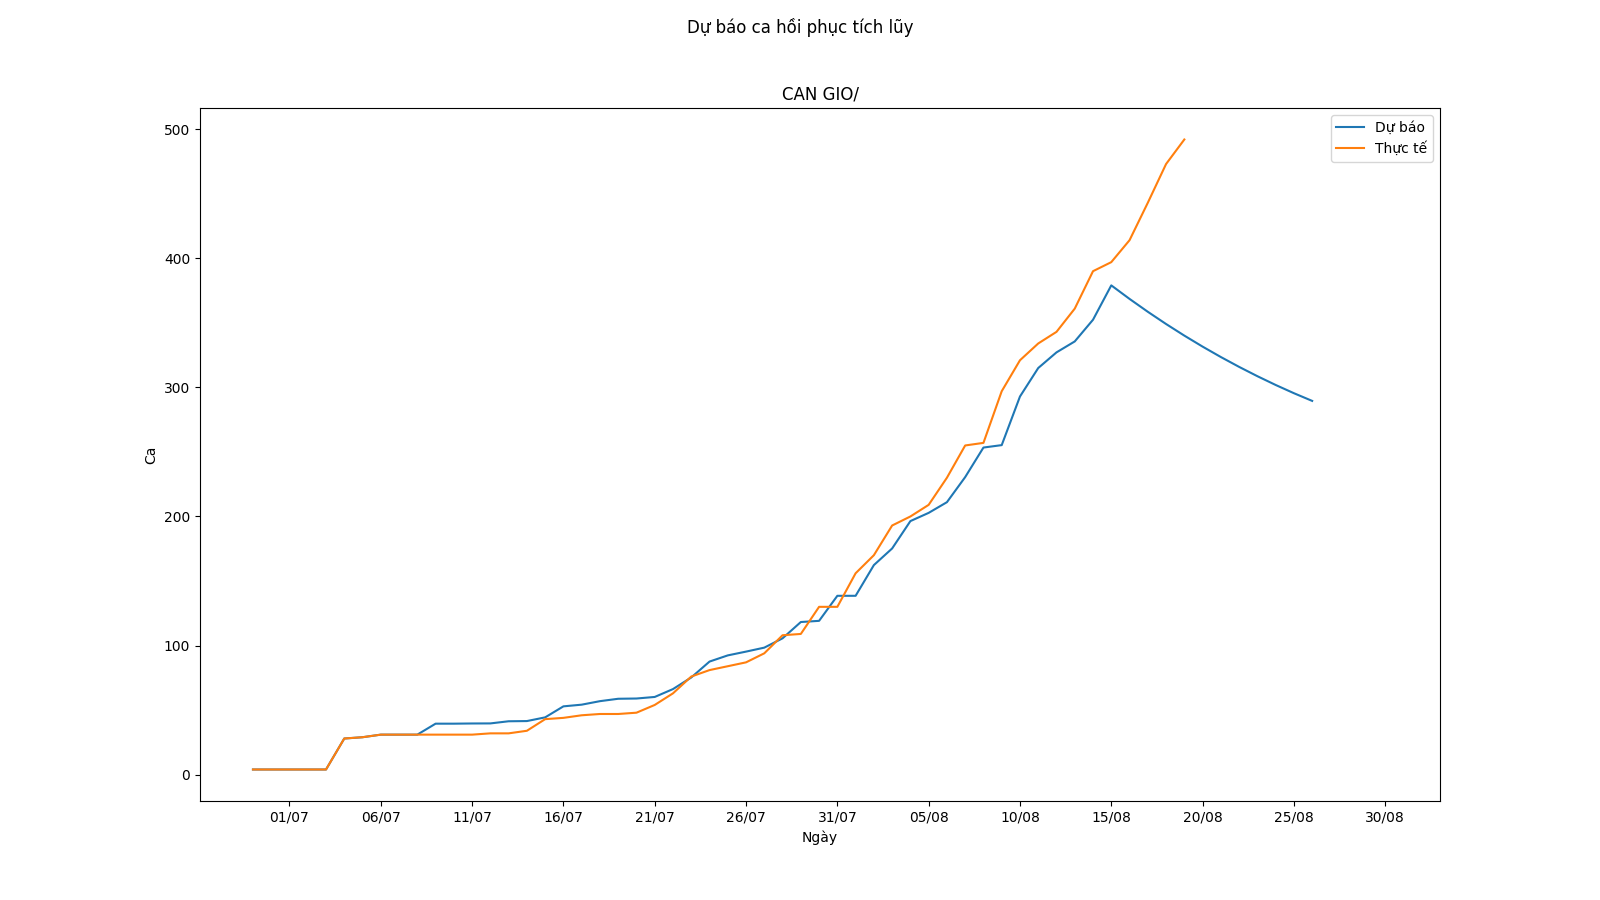 Dự báo ca hồi phục tích lũy
CAN GIO/
Dự báo
Thực tế
500
400
300
200
100
0
Ca
01/07 06/07 11/07 16/07 21/07 26/07 31/07 05/08 10/08 15/08 20/08 25/08 30/08
Ngày